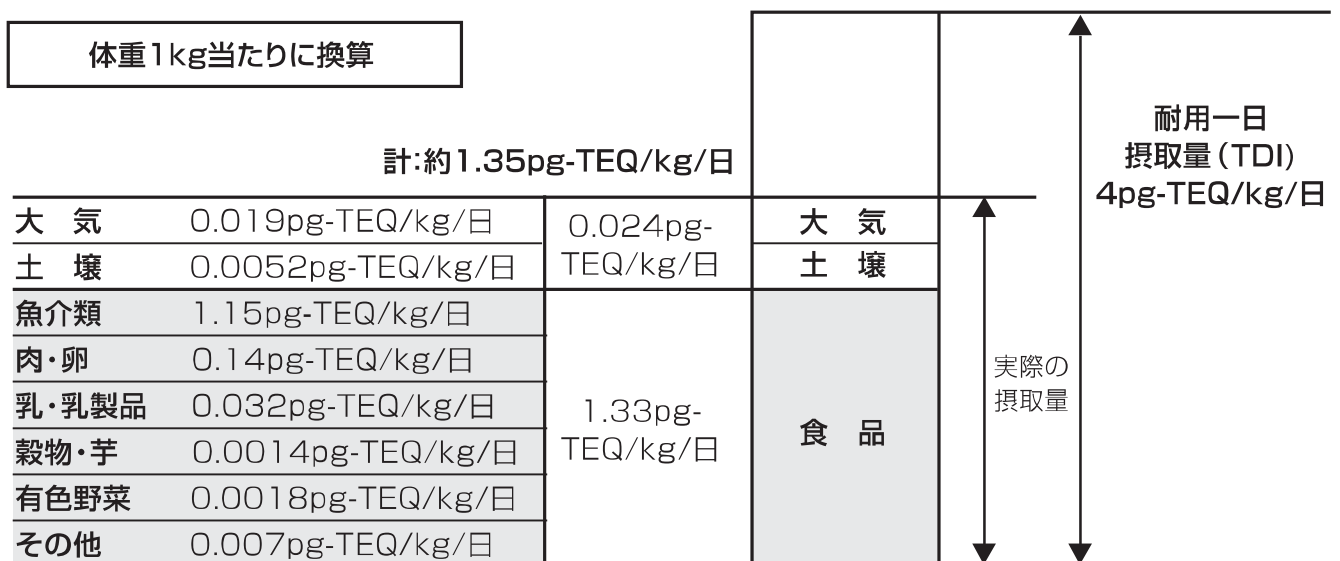 体重1kg当たりに換算
計:約1.35pg-TEQ/kg/日
大 気 0.019pg-TEQ/kg/日
土 壌 0.0052pg-TEQ/kg/日
0.024pg-
TEQ/kg/日
魚介類 1.15pg-TEQ/kg/日
肉・卵 0.14pg-TEQ/kg/日
乳・乳製品 0.032pg-TEQ/kg/日
穀物・芋 0.0014pg-TEQ/kg/日
有色野菜 0.0018pg-TEQ/kg/日
その他 0.007pg-TEQ/kg/日
1.33pg-
TEQ/kg/日
大 気
土 壌
食 品
実際の
摂取量
耐用一日
摂取量(TDI)
4pg-TEQ/kg/日